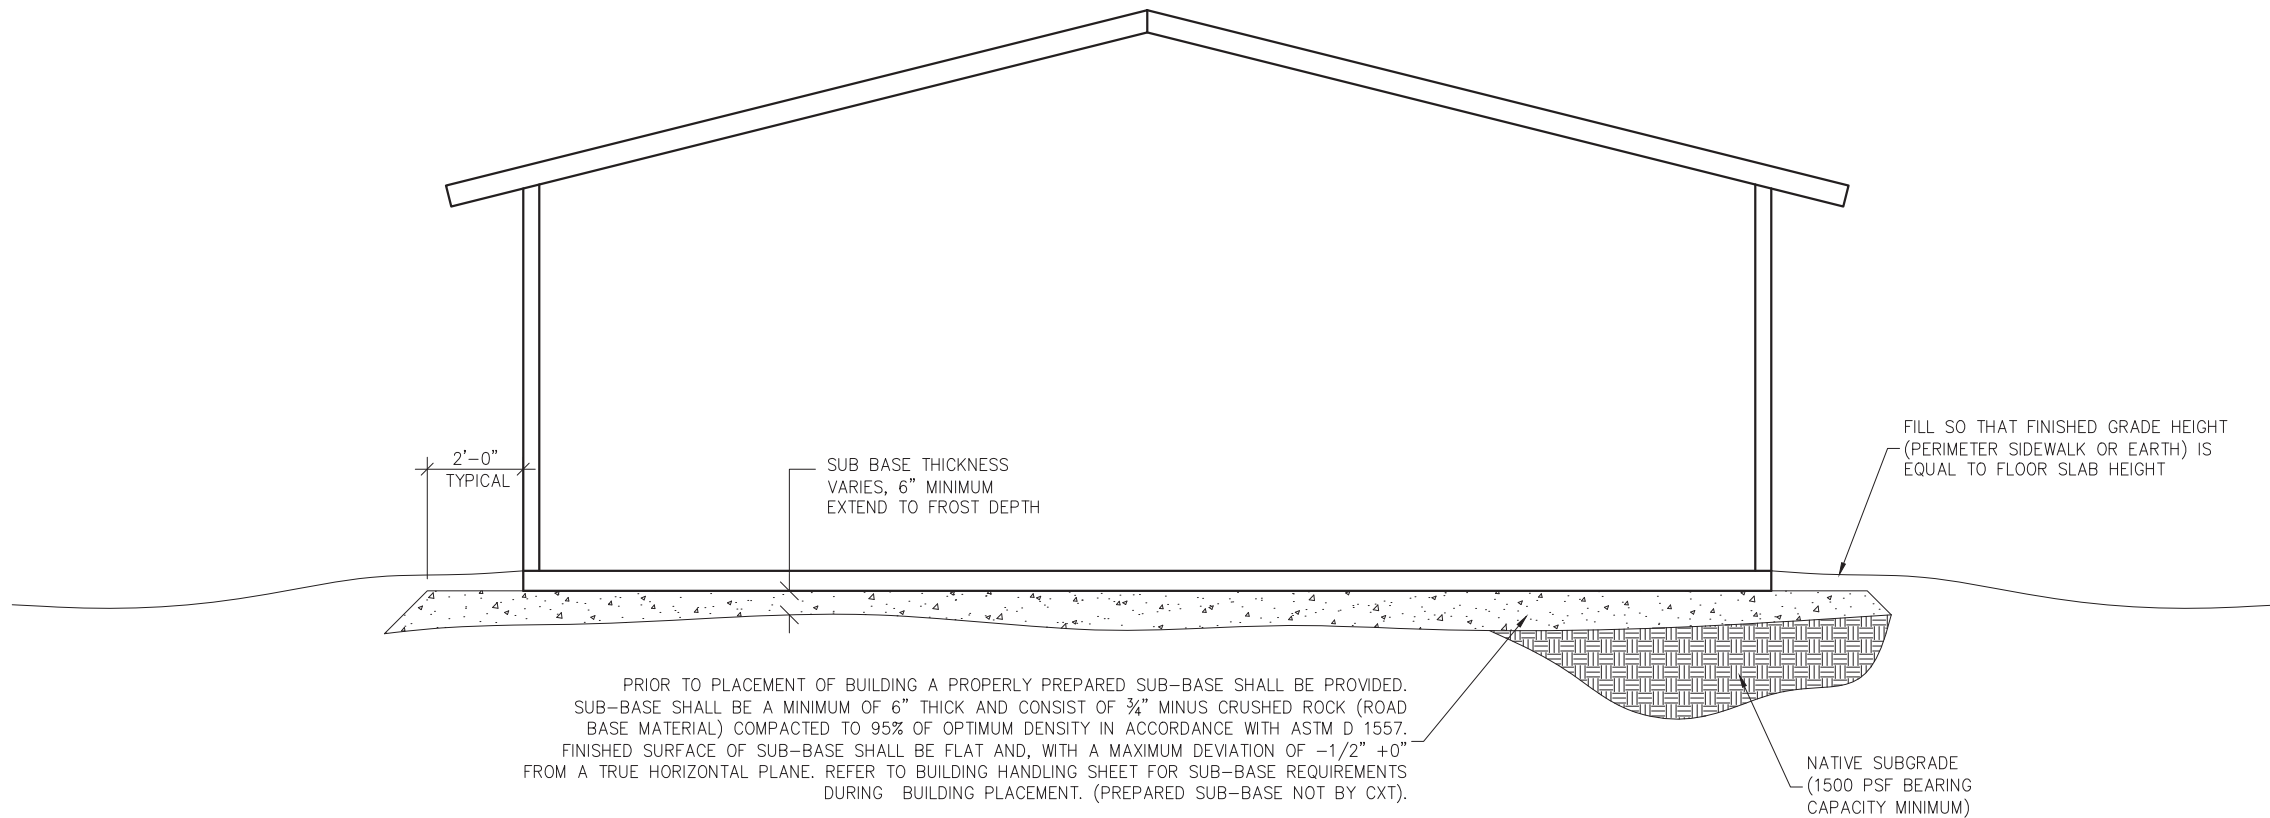 FILL SO THAT FINISHED GRADE HEIGHT
(PERIMETER SIDEWALK OR EARTH) IS
EQUAL TO FLOOR SLAB HEIGHT
2'-0"
TYPICAL
SUB BASE THICKNESS
VARIES, 6" MINIMUM
EXTEND TO FROST DEPTH
PRIOR TO PLACEMENT OF BUILDING A PROPERLY PREPARED SUB-BASE SHALL BE PROVIDED.
SUB-BASE SHALL BE A MINIMUM OF 6" THICK AND CONSIST OF ¾" MINUS CRUSHED ROCK (ROAD
BASE MATERIAL) COMPACTED TO 95% OF OPTIMUM DENSITY IN ACCORDANCE WITH ASTM D 1557.
FINISHED SURFACE OF SUB-BASE SHALL BE FLAT AND, WITH A MAXIMUM DEVIATION OF -1/2" +0"
FROM A TRUE HORIZONTAL PLANE. REFER TO BUILDING HANDLING SHEET FOR SUB-BASE REQUIREMENTS
DURING BUILDING PLACEMENT. (PREPARED SUB-BASE NOT BY CXT).
NATIVE SUBGRADE
(1500 PSF BEARING
CAPACITY MINIMUM)